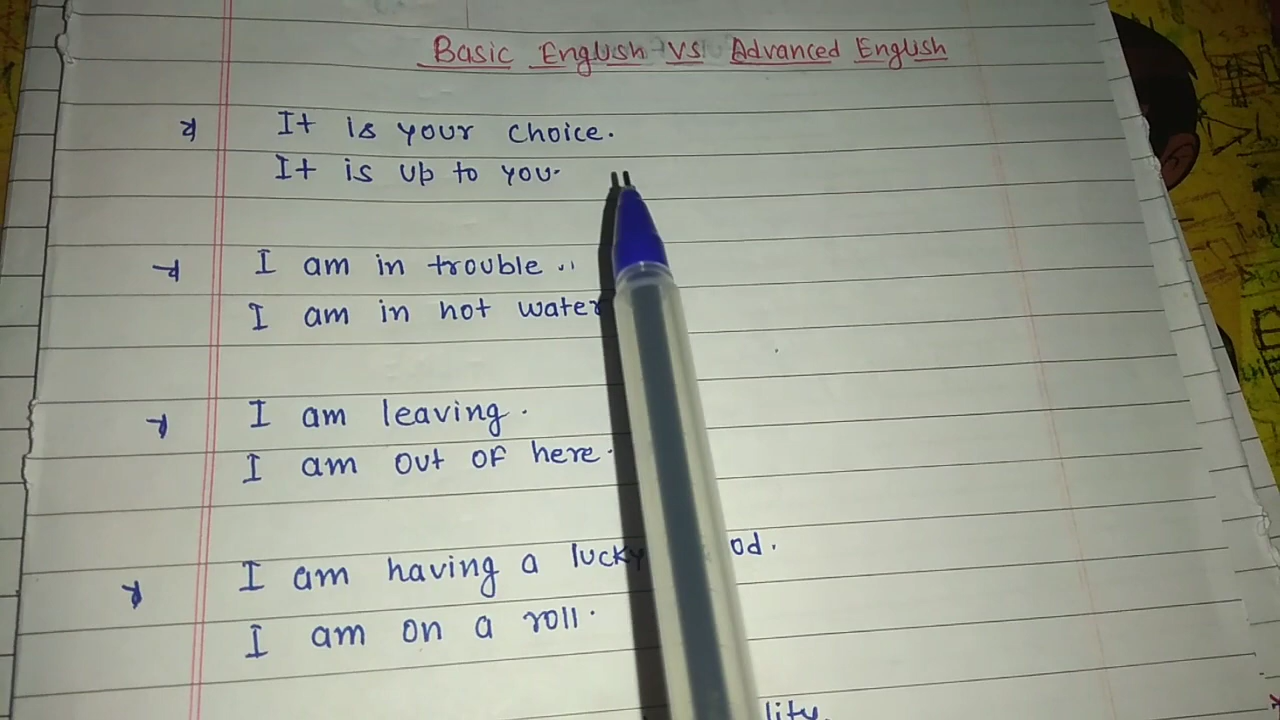 Basic English vs Advanced English
It is your choice.
It is up to you.
I am in trouble.
I am in hot water
I am leaving.
I am out of here.
I am having a lucky
I am on a roll.